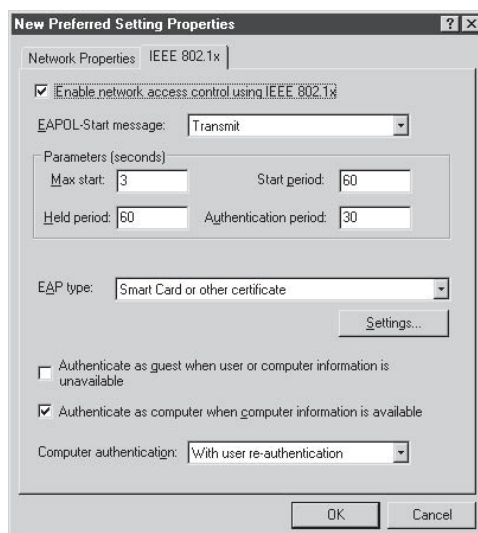 New Preferred Setting Properties
Network Properties
IEEE 802.1x
Enable network access control using IEEE 802.1x
EAPOL-Start message: Transmit
Parameters (seconds)
Max start: 3 Start period: 60
Held period: 60 Authentication period: 30
EAP type: Smart Card or other certificate
Settings...
Authenticate as guest when user or computer information is
unavailable
Authenticate as computer when computer information is available
Computer authentication: With user re-authentication
OK Cancel